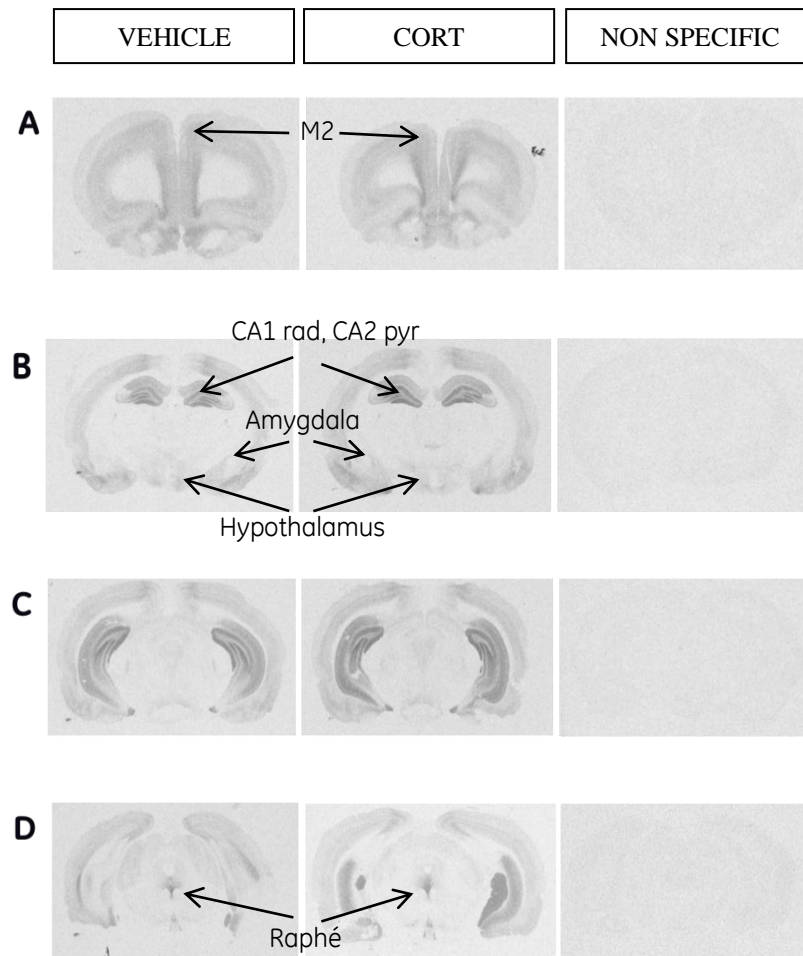 VEHICLE
CORT
NON SPECIFIC
A
M2
B
CA1 rad, CA2 pyr
Amygdala
Hypothalamus
C
D
Raphé